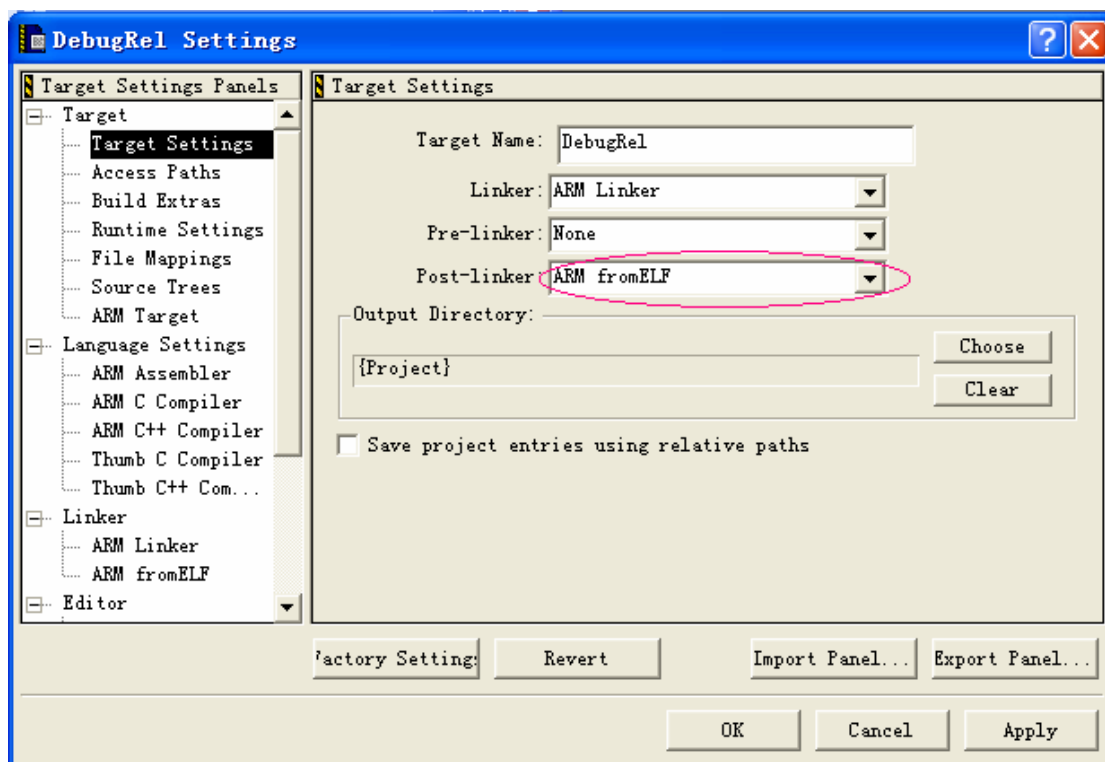 DebugRel Settings
Target Settings Panels
Target
Target Settings
Access Paths
Build Extras
Runtime Settings
File Mappings
Source Trees
ARM Target
Language Settings
ARM Assembler
ARM C Compiler
ARM C++ Compiler
Thumb C Compiler
Thumb C++ Com...
Linker
ARM Linker
ARM fromELF
Editor
Target Settings
Target Name: DebugRel
Linker: ARM Linker
Pre-linker: None
Post-linker ARM fromELF
Output Directory:
{Project}
Choose
Clear
Save project entries using relative paths
Factory Settings Revert Import Panel... Export Panel...
OK Cancel Apply